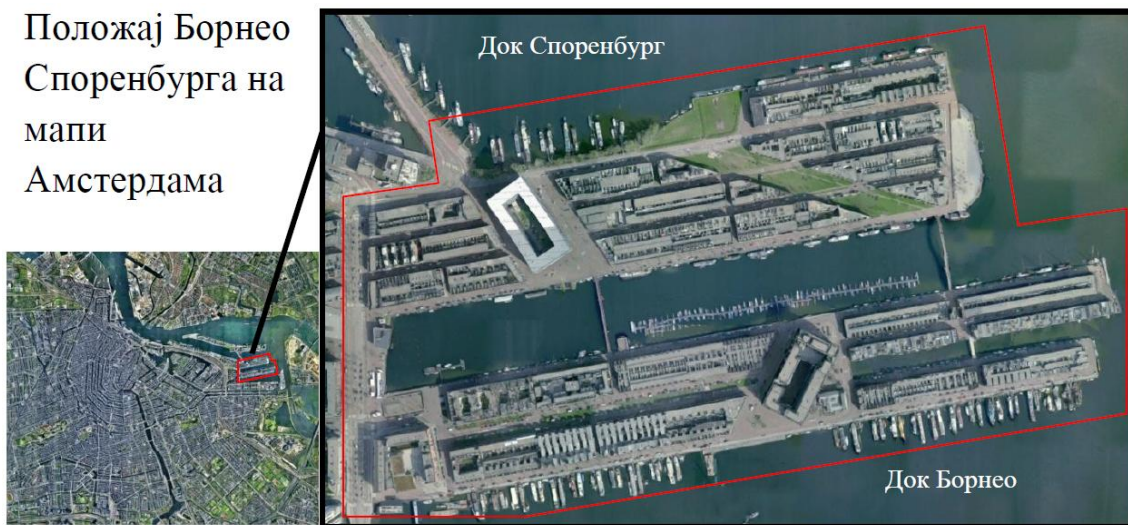 Положај Борнео
Споренбурга на
мапи
Амстердама
Док Споренбург
Док Борнео